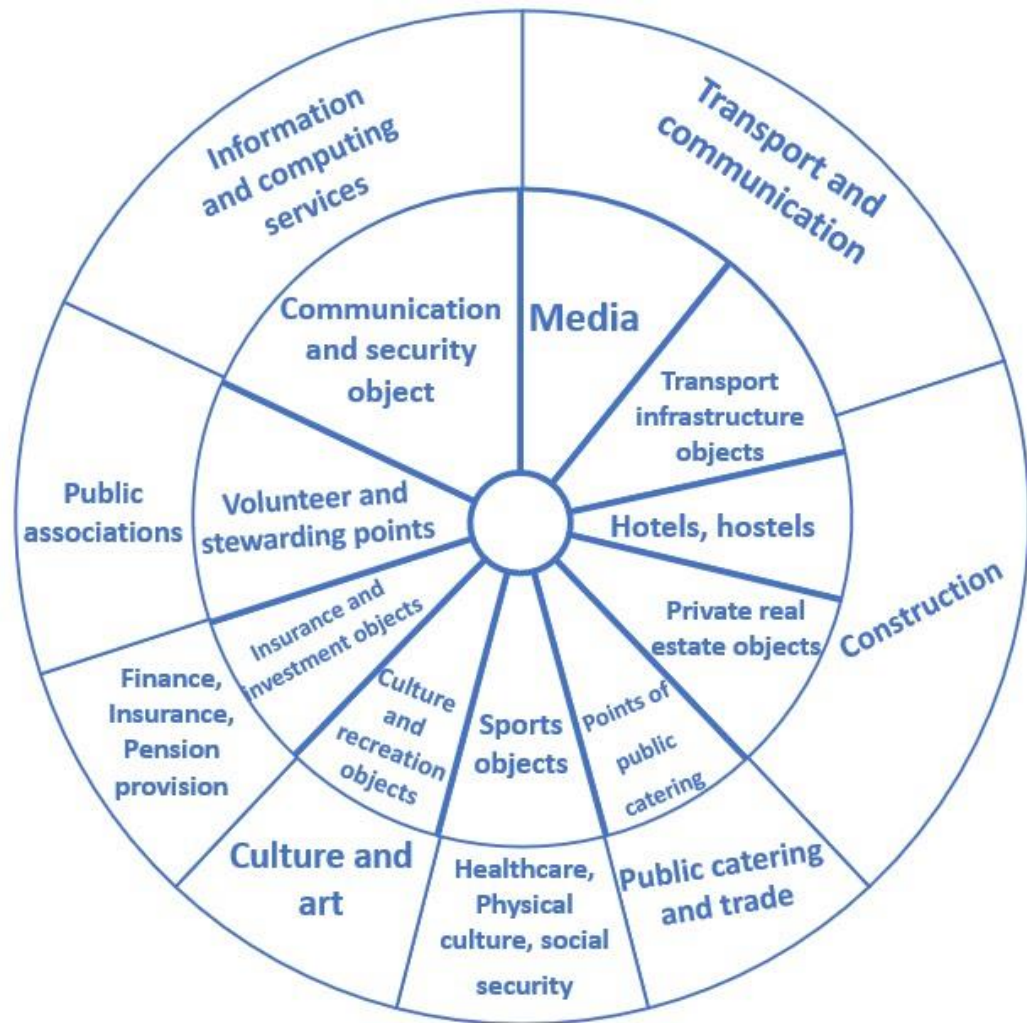 Information
and computing
services
Transport and
communication
Communication
and security
object
Media
Transport
infrastructure
objects
Public
associations
Volunteer and
stewarding points
Hotels, hostels
Construction
Private real
estate objects
Insurance and
investment objects
Finance,
Insurance,
Pension
provision
Culture
and
recreation
objects
Sports
objects
Points of
public
catering
Culture and
art
Healthcare,
Physical
culture, social
security
Public catering
and trade